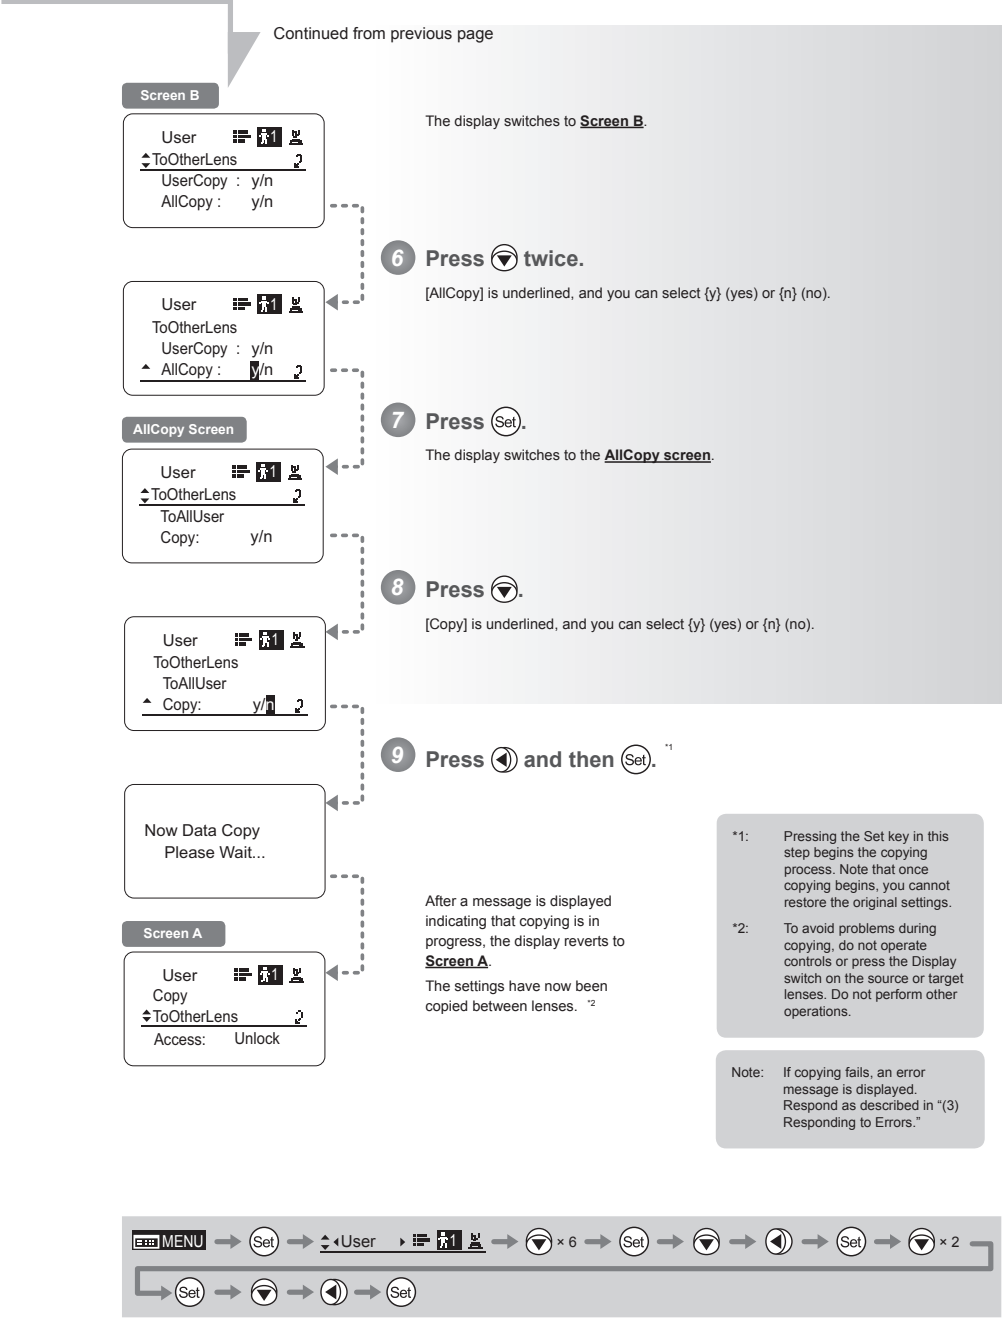 Continued from previous page
Screen B
User 1
ToOtherLens
UserCopy : y/n
AllCopy : y/n
The display switches to Screen B.
6 Press twice.
[AllCopy] is underlined, and you can select {y} (yes) or {n} (no).
User 1
ToOtherLens
UserCopy : y/n
AllCopy : y/n
7 Press Set.
The display switches to the AllCopy screen.
AllCopy Screen
User 1
ToOtherLens
ToAllUser
Copy: y/n
8 Press .
[Copy] is underlined, and you can select {y} (yes) or {n} (no).
User 1
ToOtherLens
ToAllUser
Copy: y/n
9 Press and then Set. *1
Now Data Copy
Please Wait...
After a message is displayed
indicating that copying is in
progress, the display reverts to
Screen A.
The settings have now been
copied between lenses. *2
Screen A
User 1
Copy
ToOtherLens
Access: Unlock
*1: Pressing the Set key in this
step begins the copying
process. Note that once
copying begins, you cannot
restore the original settings.
*2: To avoid problems during
copying, do not operate
controls or press the Display
switch on the source or target
lenses. Do not perform other
operations.
Note: If copying fails, an error
message is displayed.
Respond as described in “(3)
Responding to Errors.”
MENU Set User 1 × 6 Set Set × 2
Set Set